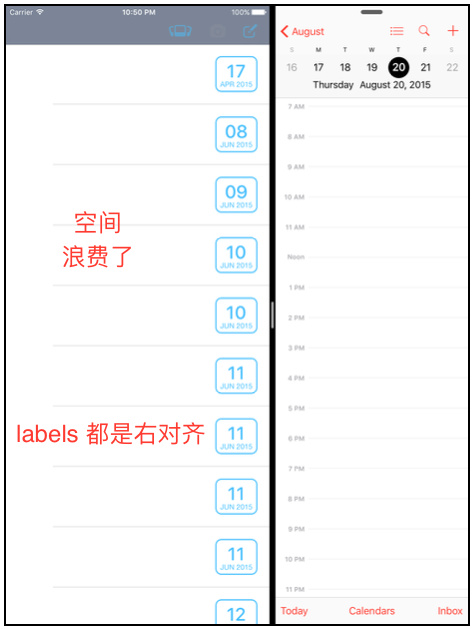 Carrier 10:50 PM 100%
17
APR 2015
08
JUN 2015
09
JUN 2015
空间
浪费了
10
JUN 2015
10
JUN 2015
11
JUN 2015
labels 都是右对齐
11
JUN 2015
11
JUN 2015
11
JUN 2015
12
August
S M T W T F S
16 17 18 19 20 21 22
Thursday August 20, 2015
7 AM
8 AM
9 AM
10 AM
11 AM
Noon
1 PM
2 PM
3 PM
4 PM
5 PM
6 PM
7 PM
8 PM
9 PM
10 PM
11 PM
Today Calendars Inbox